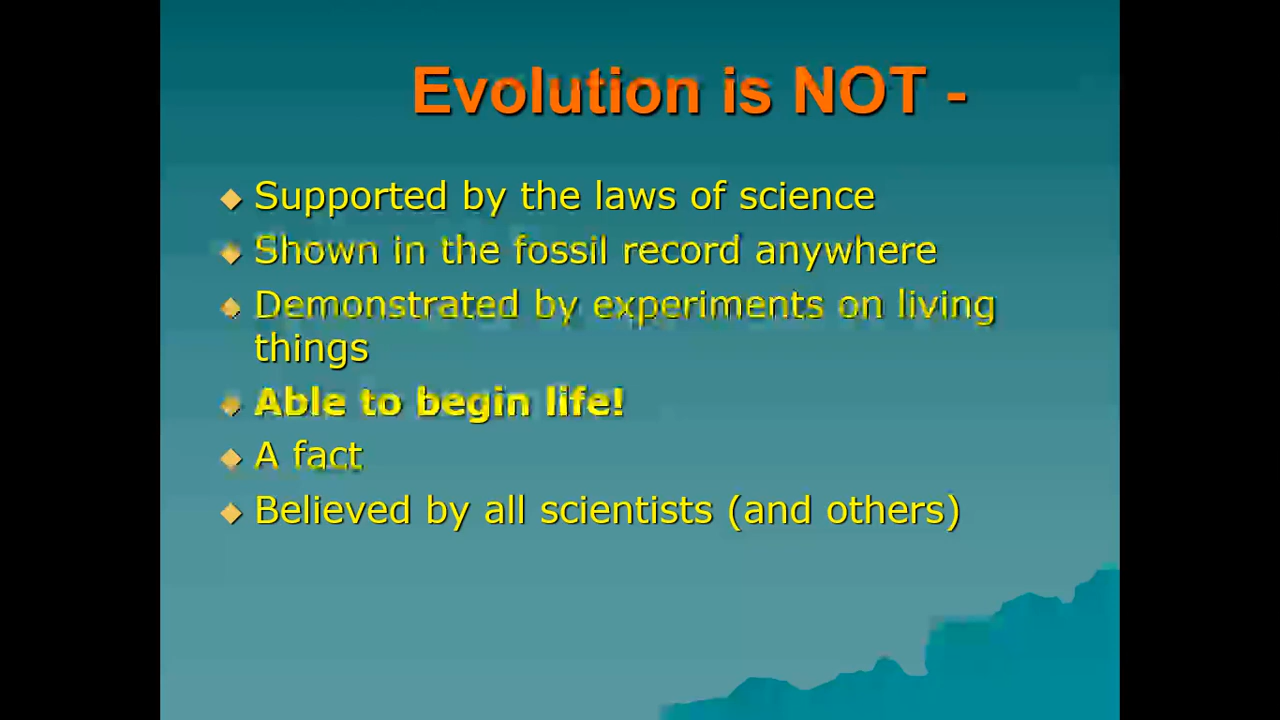 Evolution is NOT -
Supported by the laws of science
Shown in the fossil record anywhere
Demonstrated by experiments on living
things
Able to begin life!
A fact
Believed by all scientists (and others)